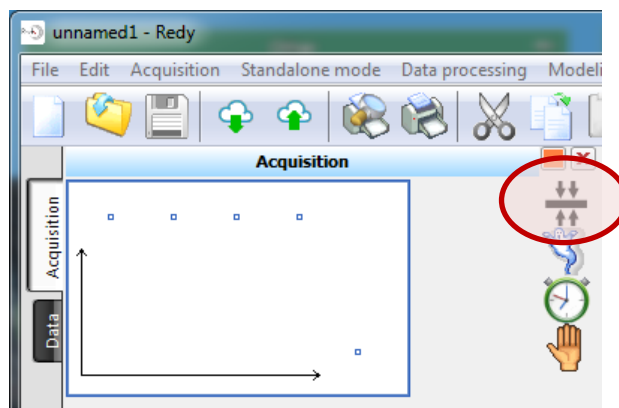 unnamed1 - Redy
File Edit Acquisition Standalone mode Data processing Modeli
Acquisition
Acquisition
Data